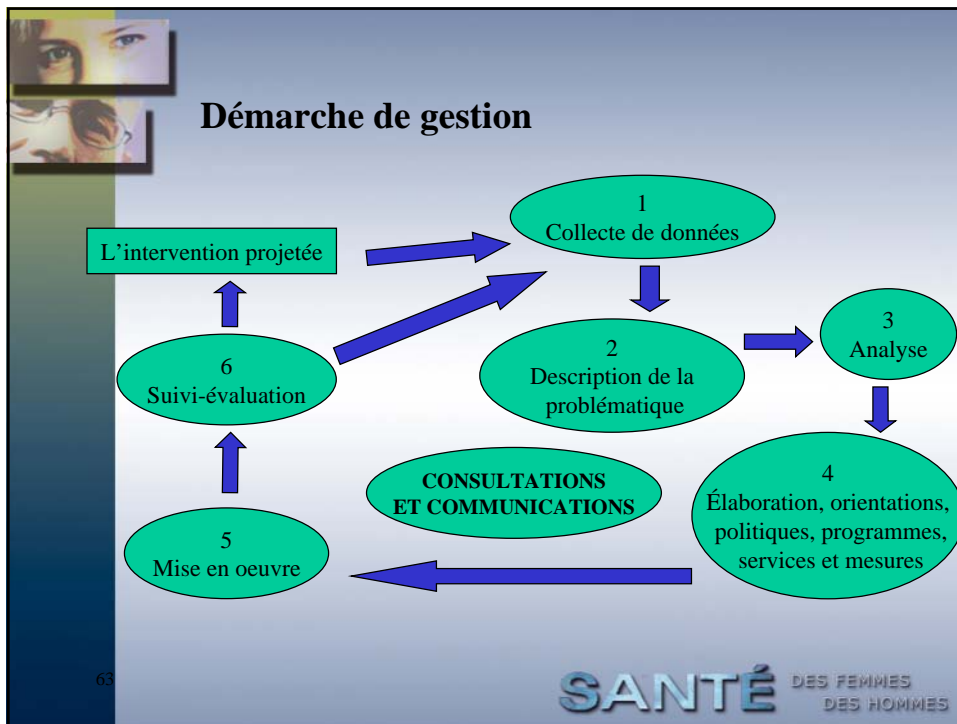 Démarche de gestion
L'intervention projetée
1
Collecte de données
2
Description de la
problématique
3
Analyse
4
Élaboration, orientations,
politiques, programmes,
services et mesures
CONSULTATIONS
ET COMMUNICATIONS
5
Mise en oeuvre
6
Suivi-évaluation
63
SANTÉ DES FEMMES
DES HOMMES